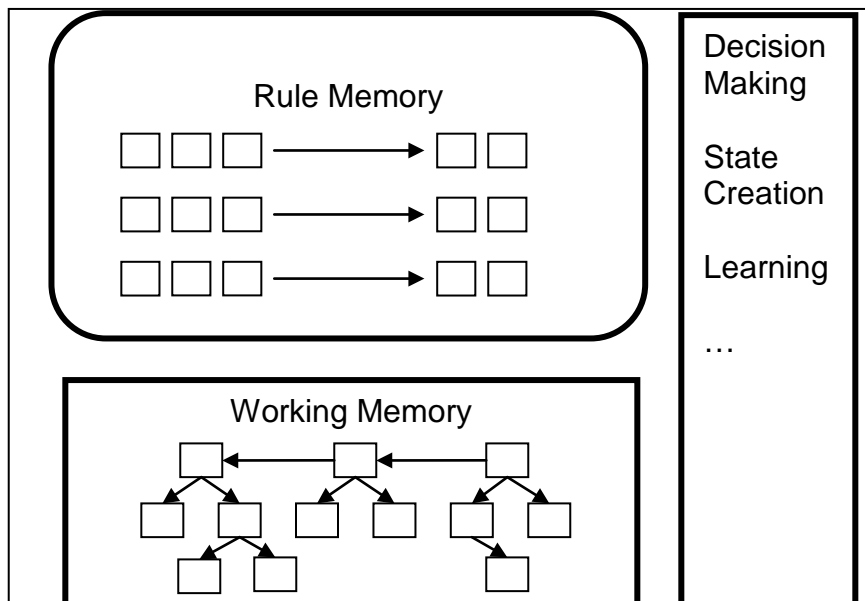 Rule Memory
Working Memory
Decision
Making
State
Creation
Learning
…